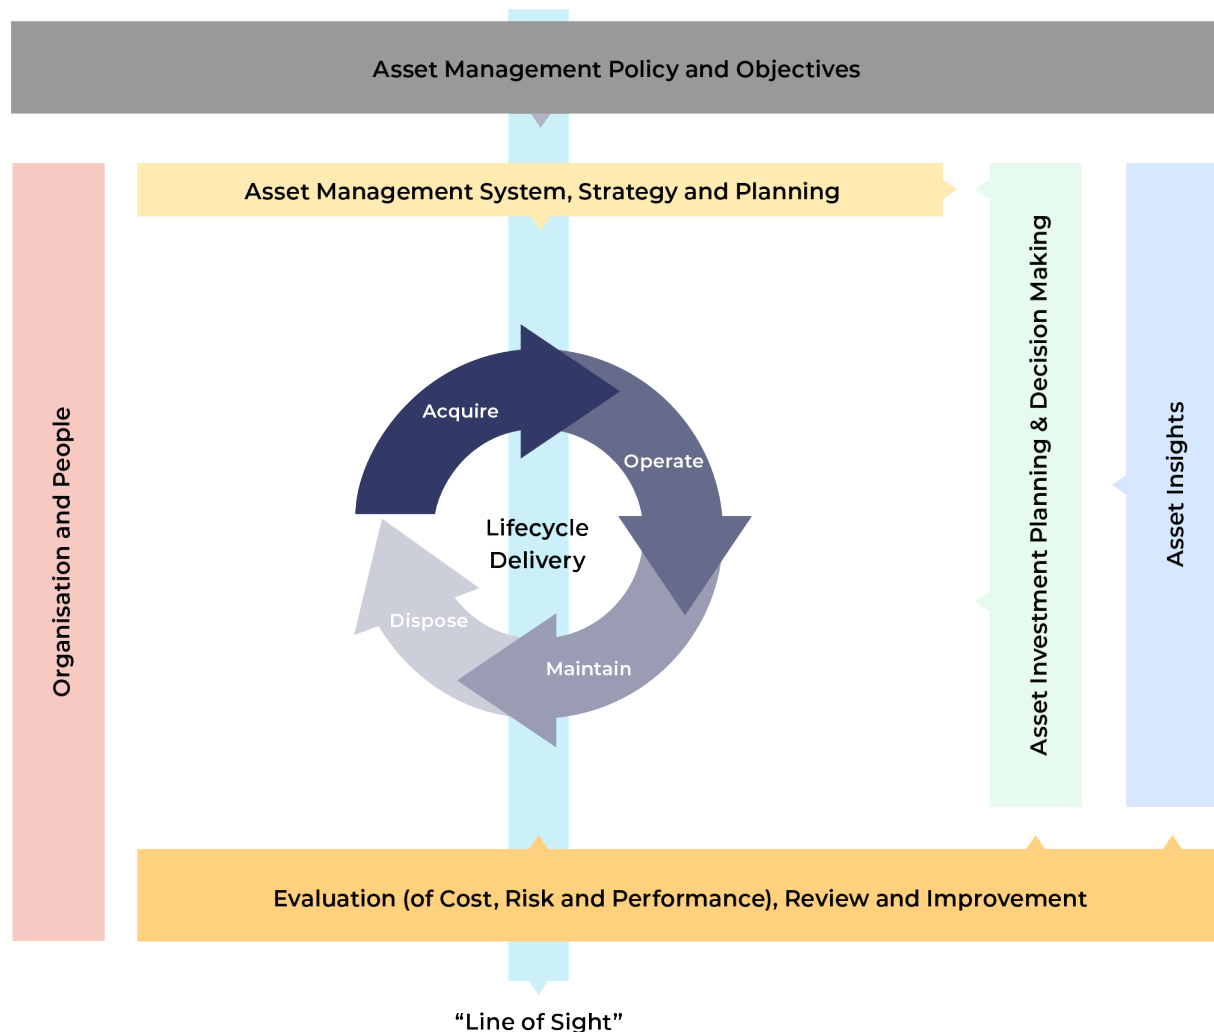 Asset Management Policy and Objectives
Asset Management System, Strategy and Planning
Organisation and People
Acquire
Operate
Lifecycle
Delivery
Dispose
Maintain
Asset Investment Planning & Decision Making
Asset Insights
Evaluation (of Cost, Risk and Performance), Review and Improvement
“Line of Sight”